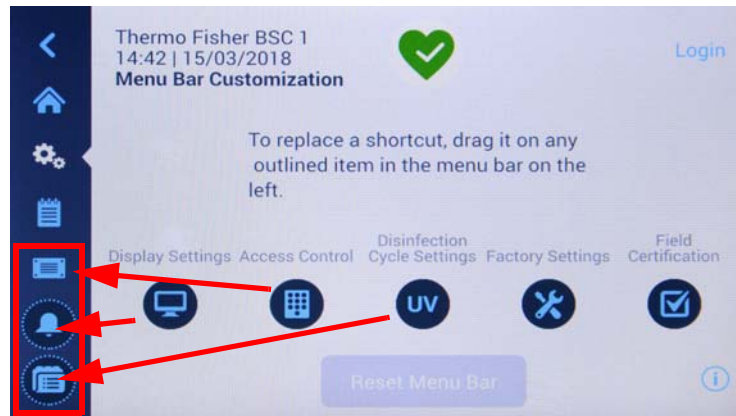 Thermo Fisher BSC 1
14:42 | 15/03/2018
Menu Bar Customization
Login
To replace a shortcut, drag it on any
outlined item in the menu bar on the
left.
Display Settings
Access Control
Disinfection
Cycle Settings
Factory Settings
Field
Certification
UV
Reset Menu Bar
i